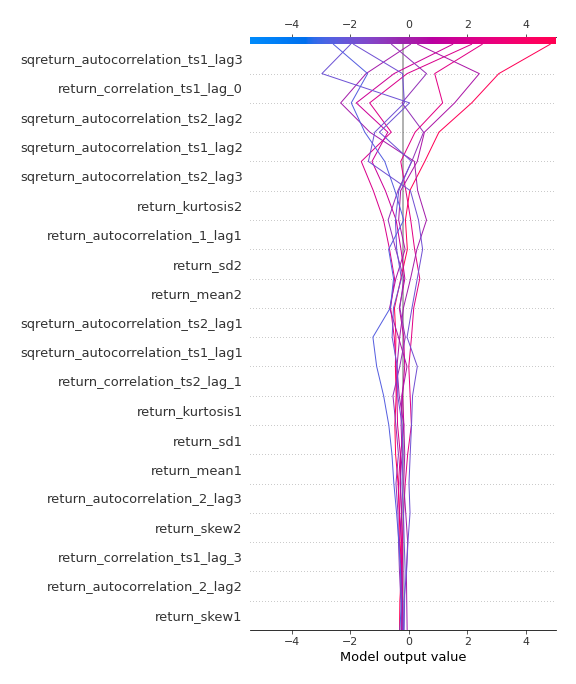 −4 −2 0 2 4
sqreturn_autocorrelation_ts1_lag3
return_correlation_ts1_lag_0
sqreturn_autocorrelation_ts2_lag2
sqreturn_autocorrelation_ts1_lag2
sqreturn_autocorrelation_ts2_lag3
return_kurtosis2
return_autocorrelation_1_lag1
return_sd2
return_mean2
sqreturn_autocorrelation_ts2_lag1
sqreturn_autocorrelation_ts1_lag1
return_correlation_ts2_lag_1
return_kurtosis1
return_sd1
return_mean1
return_autocorrelation_2_lag3
return_skew2
return_correlation_ts1_lag_3
return_autocorrelation_2_lag2
return_skew1
−4 −2 0 2 4
Model output value